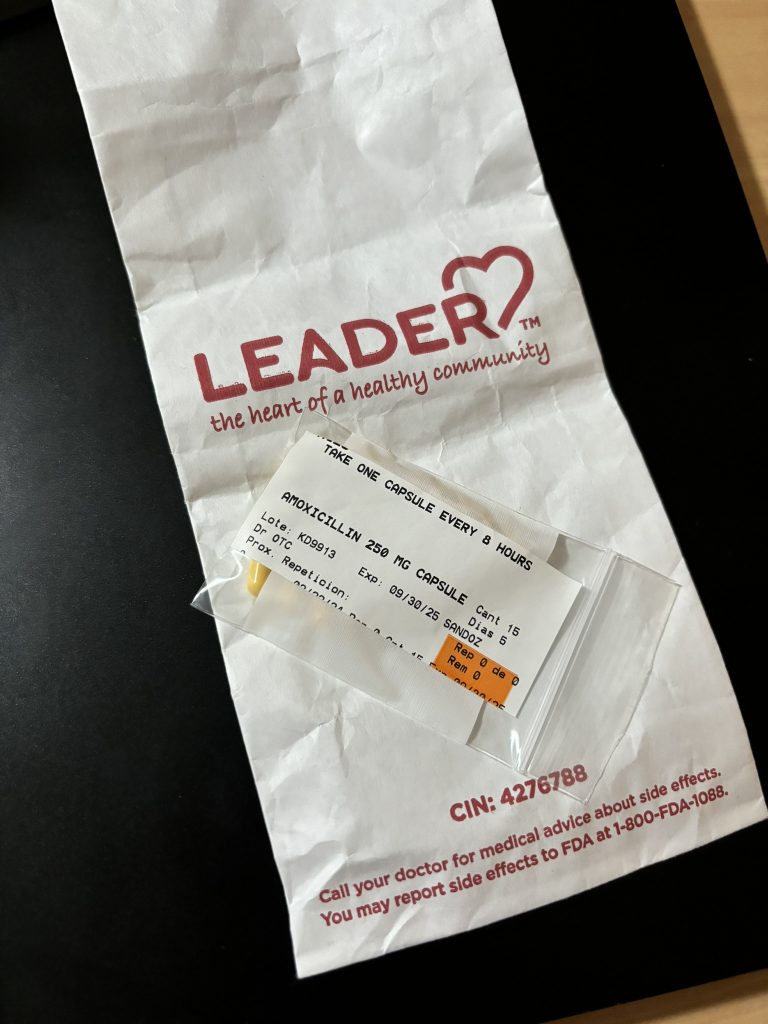 LEADER™
the heart of a healthy community
TAKE ONE CAPSULE EVERY 8 HOURS
AMOXICILLIN 250 MG CAPSULE
Cant 15
Lote: KD9913
Exp: 09/30/25 SANDOZ
Dias 5
Dr OTC
Prox. Repeticion:
Rep 0 de 0
Rem 0
CIN: 4276788
Call your doctor for medical advice about side effects.
You may report side effects to FDA at 1-800-FDA-1088.